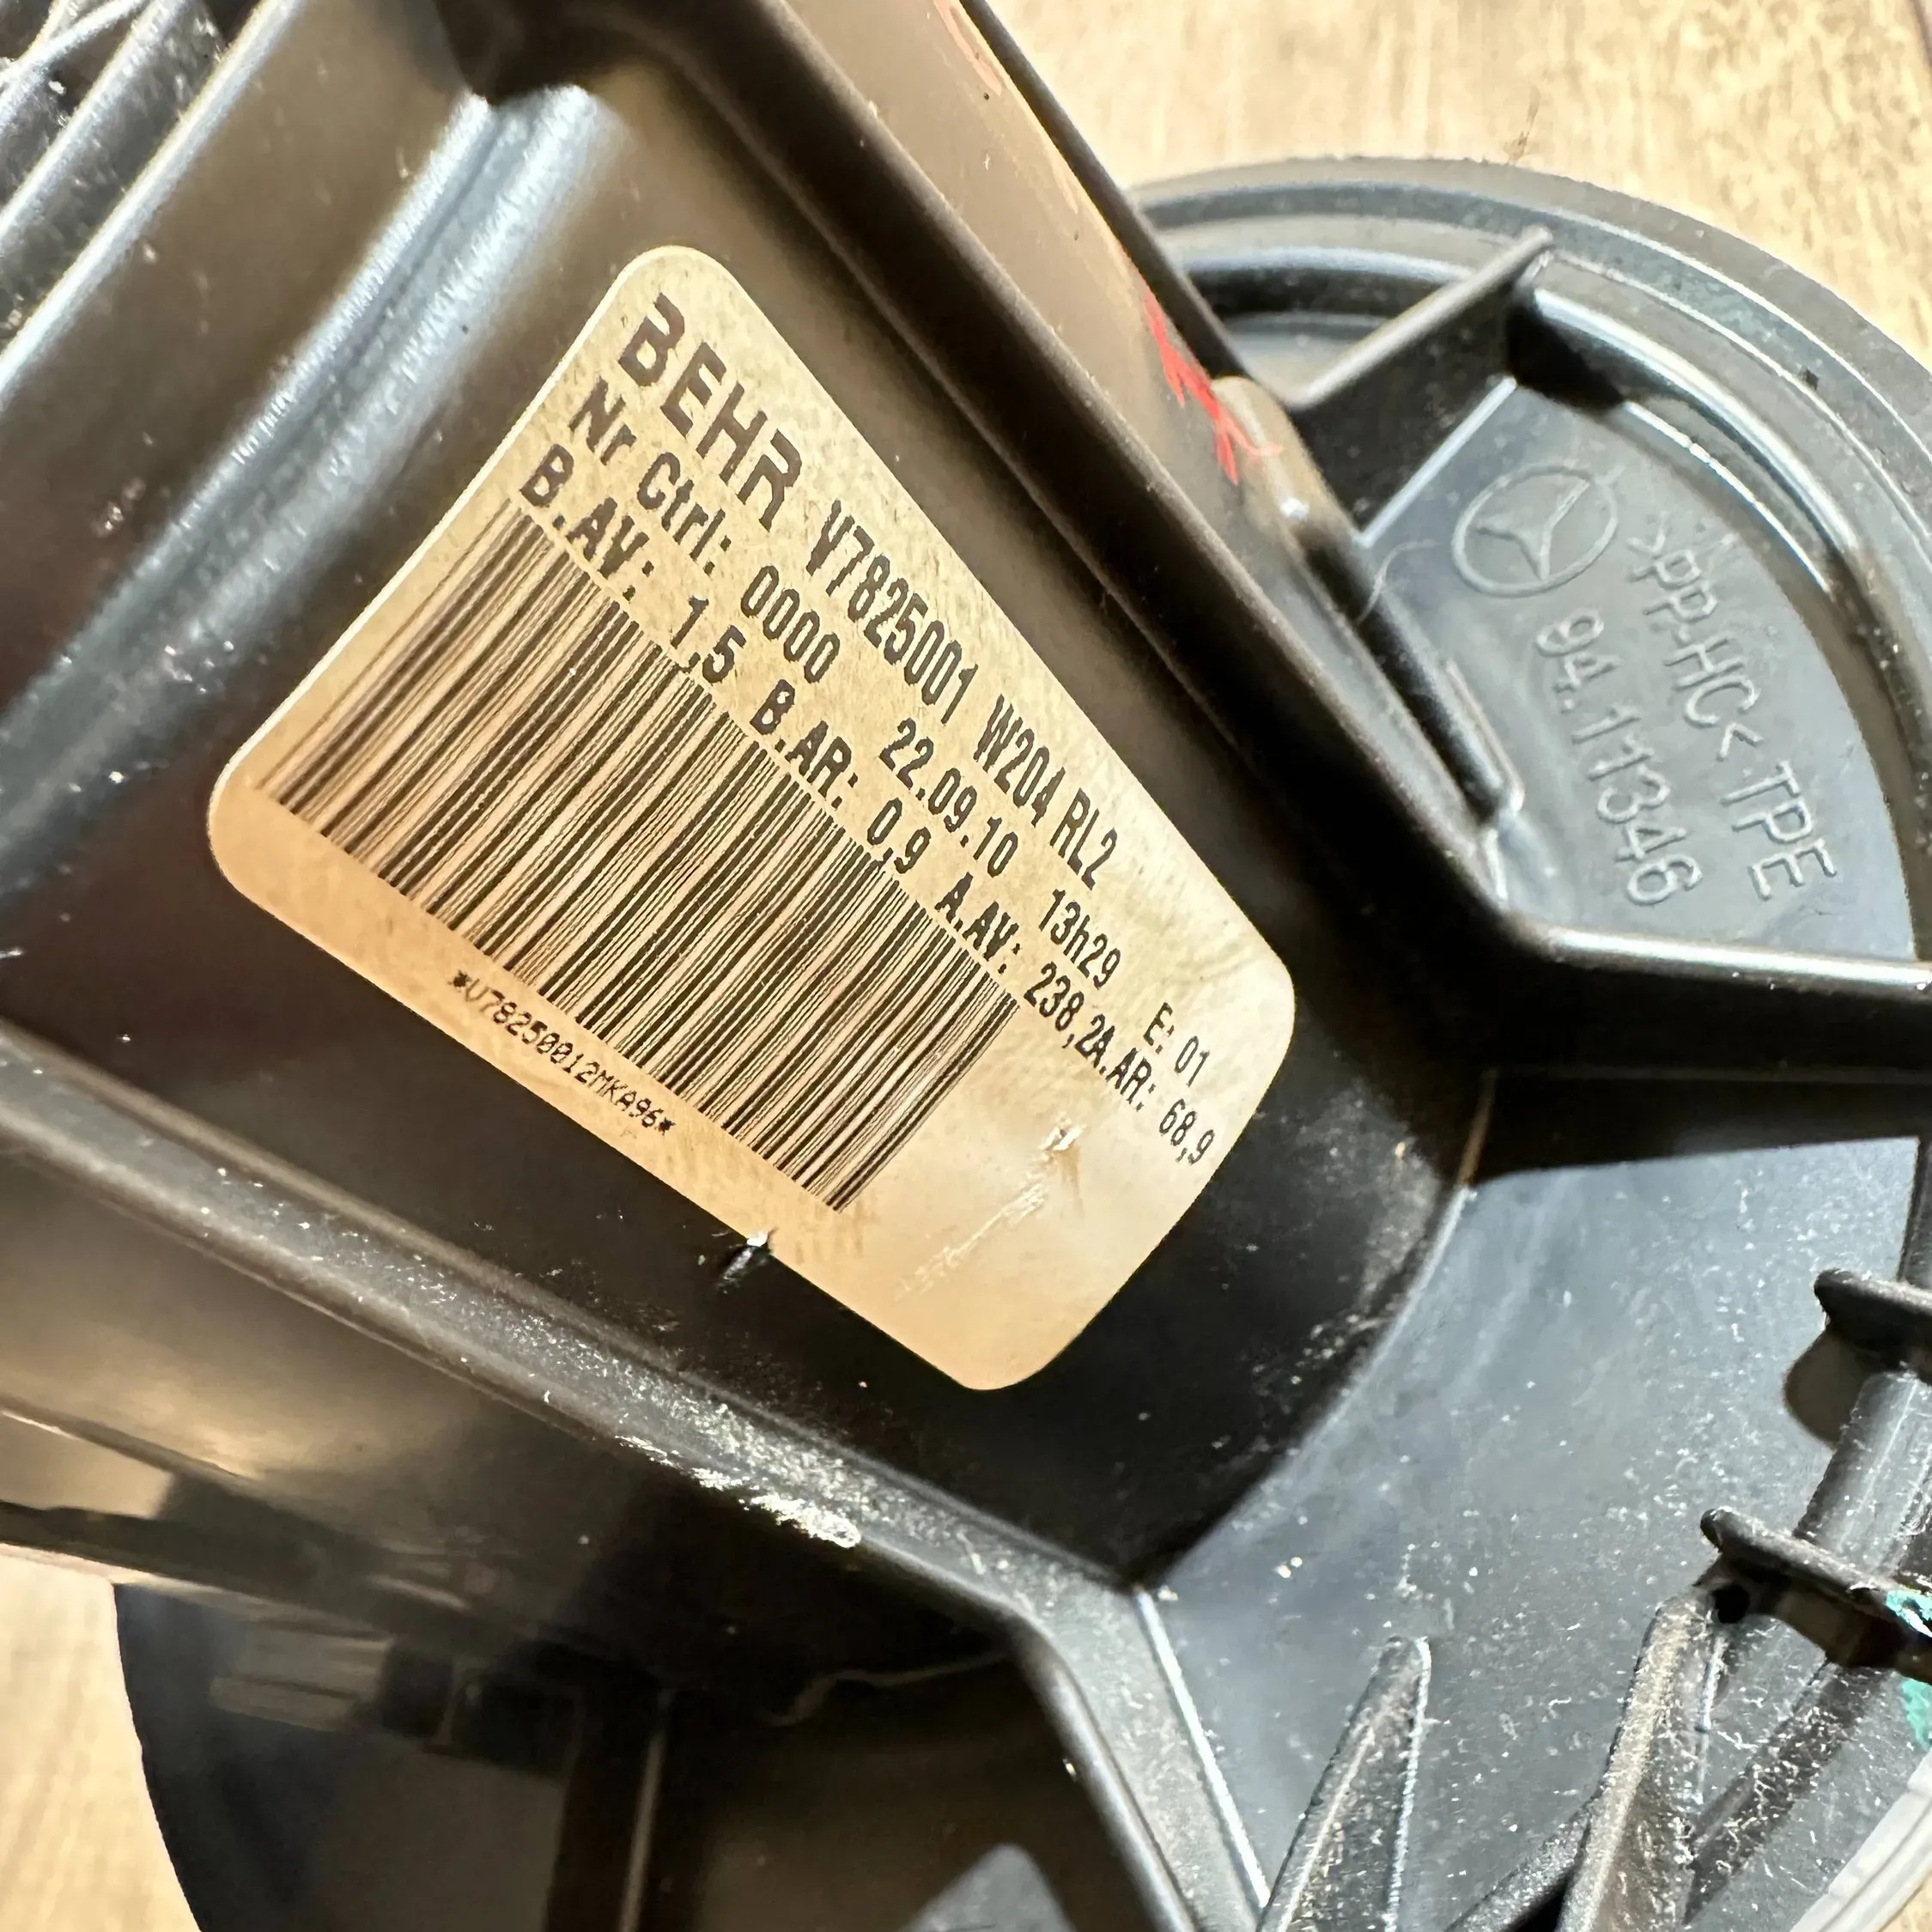 BEHR V7825001 W204 RL2
Nr Ctrl: 0000 22.09.10 13h29 E: 01
B.AV: 1,5 B.AR: 0,9 A.AV: 238,2A.AR: 68,9
*V78250012MKA96*
>PP-HC< TPE
94.11346